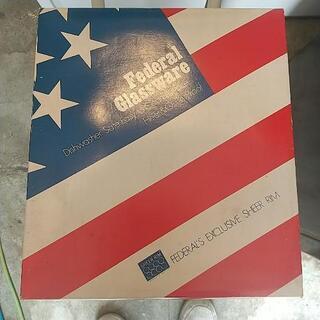 Federal
Glassware
Dishwasher Safe
FEDERAL'S EXCLUSIVE SHEER RIM